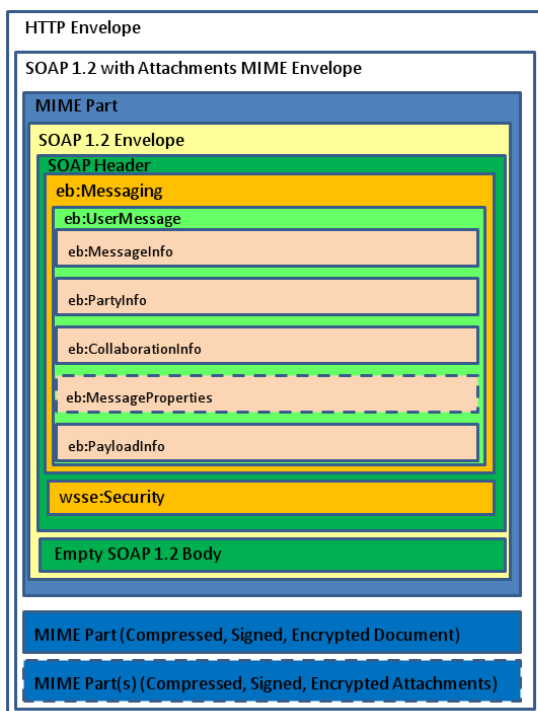 HTTP Envelope
SOAP 1.2 with Attachments MIME Envelope
MIME Part
SOAP 1.2 Envelope
SOAP Header
eb:Messaging
eb:UserMessage
eb:MessageInfo
eb:PartyInfo
eb:CollaborationInfo
eb:MessageProperties
eb:PayloadInfo
wsse:Security
Empty SOAP 1.2 Body
MIME Part (Compressed, Signed, Encrypted Document)
MIME Part(s) (Compressed, Signed, Encrypted Attachments)